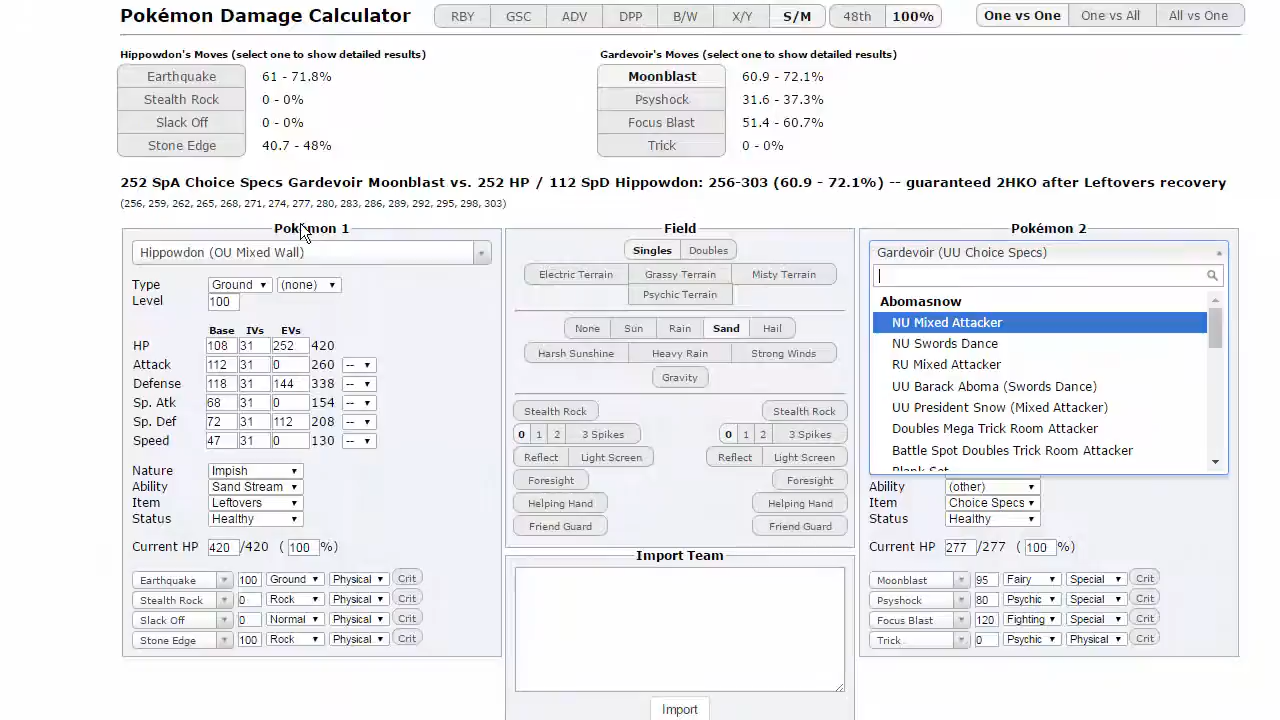 Pokémon Damage Calculator
RBY GSC ADV DPP B/W X/Y S/M 48th 100% One vs One One vs All All vs One
Hippowdon's Moves (select one to show detailed results)
Earthquake 61 - 71.8%
Stealth Rock 0 - 0%
Slack Off 0 - 0%
Stone Edge 40.7 - 48%
Gardevoir's Moves (select one to show detailed results)
Moonblast 60.9 - 72.1%
Psyshock 31.6 - 37.3%
Focus Blast 51.4 - 60.7%
Trick 0 - 0%
252 SpA Choice Specs Gardevoir Moonblast vs. 252 HP / 112 SpD Hippowdon: 256-303 (60.9 - 72.1%) -- guaranteed 2HKO after Leftovers recovery
(256, 259, 262, 265, 268, 271, 274, 277, 280, 283, 286, 289, 292, 295, 298, 303)
Pokémon 1
Hippowdon (OU Mixed Wall)
Type Ground (none)
Level 100
Base IVs EVs
HP 108 31 252 420
Attack 112 31 0 260 --
Defense 118 31 144 338 --
Sp. Atk 68 31 0 154 --
Sp. Def 72 31 112 208 --
Speed 47 31 0 130 --
Nature Impish
Ability Sand Stream
Item Leftovers
Status Healthy
Current HP 420/420 (100%)
Earthquake 100 Ground Physical Crit
Stealth Rock 0 Rock Physical Crit
Slack Off 0 Normal Physical Crit
Stone Edge 100 Rock Physical Crit
Field
Singles Doubles
Electric Terrain Grassy Terrain Misty Terrain
Psychic Terrain
None Sun Rain Sand Hail
Harsh Sunshine Heavy Rain Strong Winds
Gravity
Stealth Rock Stealth Rock
0 1 2 3 Spikes 0 1 2 3 Spikes
Reflect Light Screen Reflect Light Screen
Foresight Foresight
Helping Hand Helping Hand
Friend Guard Friend Guard
Import Team
Import
Pokémon 2
Gardevoir (UU Choice Specs)
Abomasnow
NU Mixed Attacker
NU Swords Dance
RU Mixed Attacker
UU Barack Aboma (Swords Dance)
UU President Snow (Mixed Attacker)
Doubles Mega Trick Room Attacker
Battle Spot Doubles Trick Room Attacker
Blank Set
Ability (other)
Item Choice Specs
Status Healthy
Current HP 277/277 (100%)
Moonblast 95 Fairy Special Crit
Psyshock 80 Psychic Special Crit
Focus Blast 120 Fighting Special Crit
Trick 0 Psychic Physical Crit